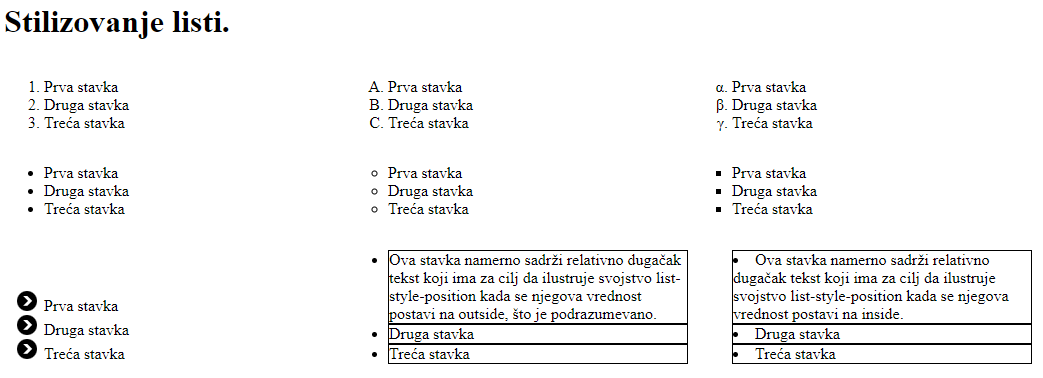 Stilizovanje listi.
1. Prva stavka
2. Druga stavka
3. Treća stavka
A. Prva stavka
B. Druga stavka
C. Treća stavka
α. Prva stavka
β. Druga stavka
γ. Treća stavka
• Prva stavka
• Druga stavka
• Treća stavka
◦ Prva stavka
◦ Druga stavka
◦ Treća stavka
▪ Prva stavka
▪ Druga stavka
▪ Treća stavka
Prva stavka
Druga stavka
Treća stavka
• Ova stavka namerno sadrži relativno dugačak
tekst koji ima za cilj da ilustruje svojstvo list-
style-position kada se njegova vrednost
postavi na outside, što je podrazumevano.
• Druga stavka
• Treća stavka
• Ova stavka namerno sadrži relativno
dugačak tekst koji ima za cilj da ilustruje
svojstvo list-style-position kada se njegova
vrednost postavi na inside.
• Druga stavka
• Treća stavka